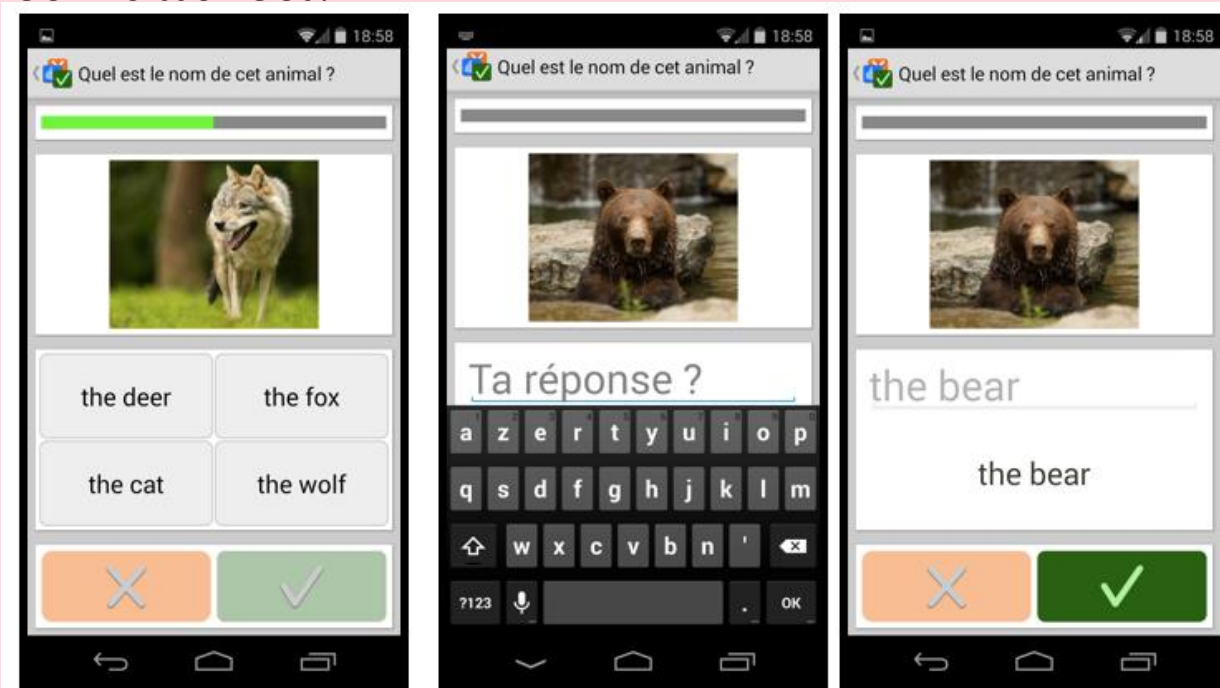 18:58
Quel est le nom de cet animal ?
the deer
the fox
the cat
the wolf
18:58
Quel est le nom de cet animal ?
Ta réponse ?
a z e r t y u i o p
q s d f g h j k l m
w x c v b n '
?123 . OK
18:58
Quel est le nom de cet animal ?
the bear
the bear